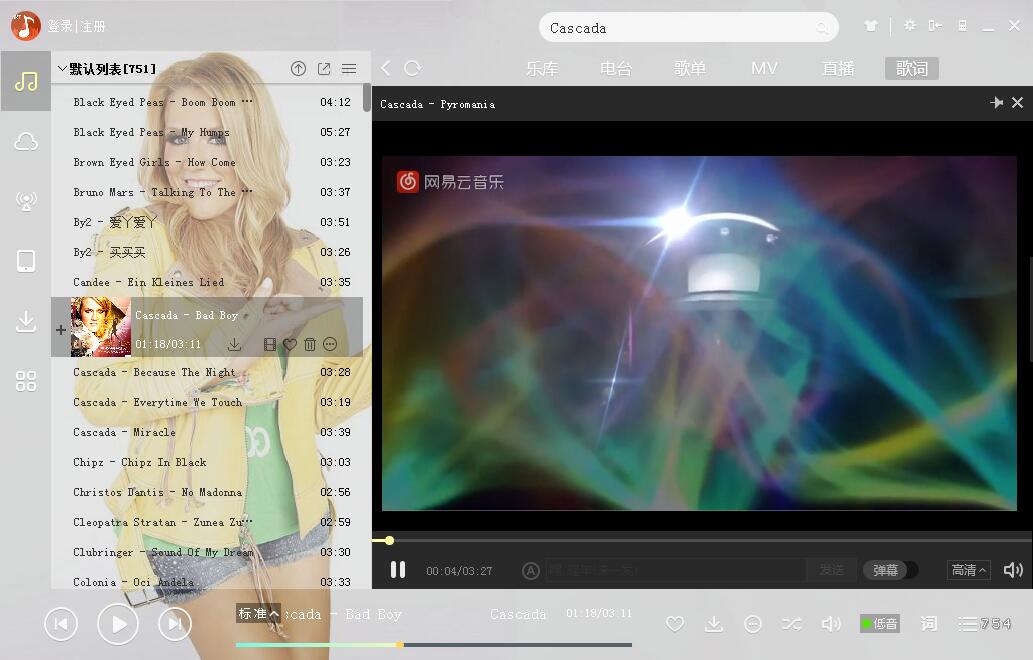 登录|注册
Cascada
默认列表[751]
乐库 电台 歌单 MV 直播 歌词
Cascada - Pyromania
Black Eyed Peas - Boom Boom ··· 04:12
Black Eyed Peas - My Humps 05:27
Brown Eyed Girls - How Come 03:23
Bruno Mars - Talking To The ··· 03:37
By2 - 爱丫爱丫 03:51
By2 - 买买买 03:26
Candee - Ein Kleines Lied 03:35
Cascada - Bad Boy
01:18/03:11
Cascada - Because The Night 03:28
Cascada - Everytime We Touch 03:19
Cascada - Miracle 03:39
Chipz - Chipz In Black 03:03
Christos Dantis - No Madonna 02:56
Cleopatra Stratan - Zunea Zu··· 02:59
Clubringer - Sound Of My Dream 03:30
Colonia - Oci Andela 03:33
网易云音乐
00:04/03:27
发送
弹幕
高清
标准 scada - Bad Boy Cascada 01:18/03:11
低音 词 754